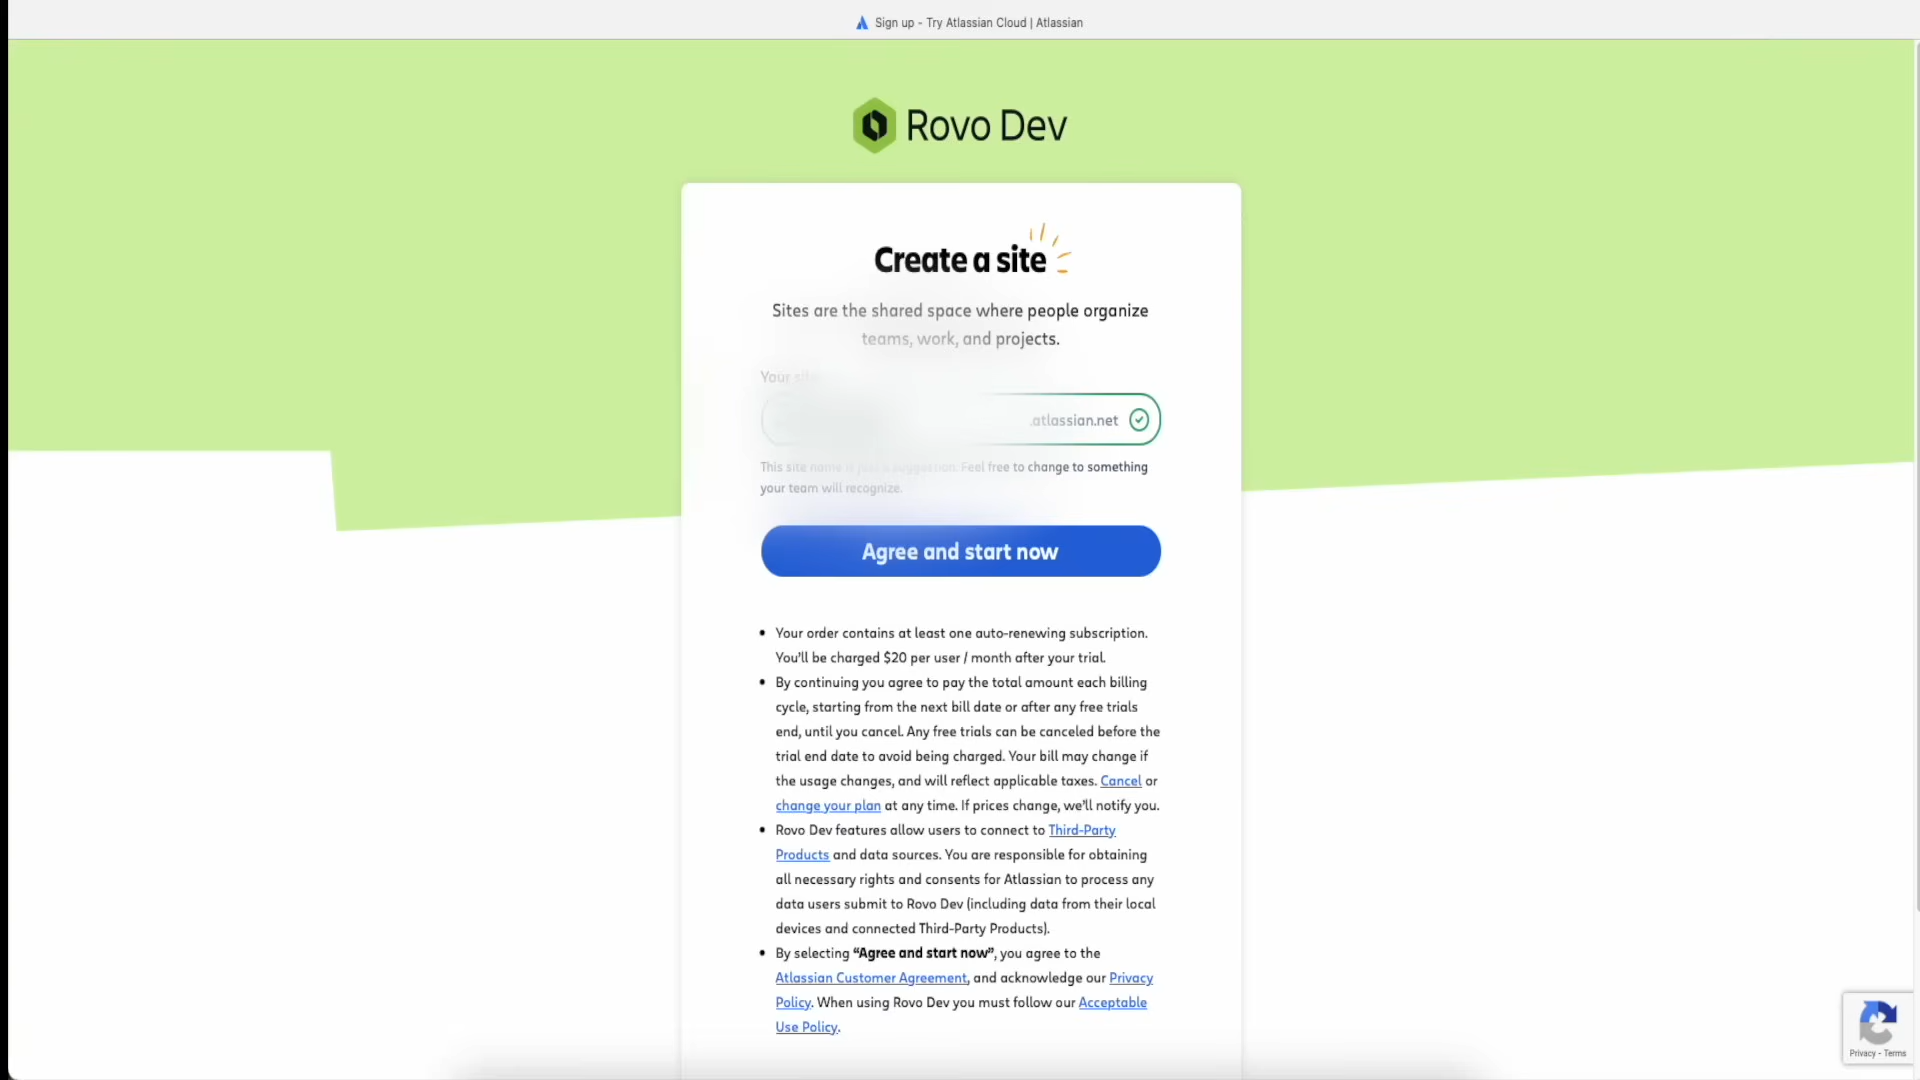 Sign up - Try Atlassian Cloud | Atlassian
Rovo Dev
Create a site
Sites are the shared space where people organize
teams, work, and projects.
Your site
.atlassian.net
This site name is just a suggestion. Feel free to change to something
your team will recognize.
Agree and start now
• Your order contains at least one auto-renewing subscription.
You'll be charged $20 per user / month after your trial.
• By continuing you agree to pay the total amount each billing
cycle, starting from the next bill date or after any free trials
end, until you cancel. Any free trials can be canceled before the
trial end date to avoid being charged. Your bill may change if
the usage changes, and will reflect applicable taxes. Cancel or
change your plan at any time. If prices change, we'll notify you.
• Rovo Dev features allow users to connect to Third-Party
Products and data sources. You are responsible for obtaining
all necessary rights and consents for Atlassian to process any
data users submit to Rovo Dev (including data from their local
devices and connected Third-Party Products).
• By selecting “Agree and start now”, you agree to the
Atlassian Customer Agreement, and acknowledge our Privacy
Policy. When using Rovo Dev you must follow our Acceptable
Use Policy.
Privacy - Terms